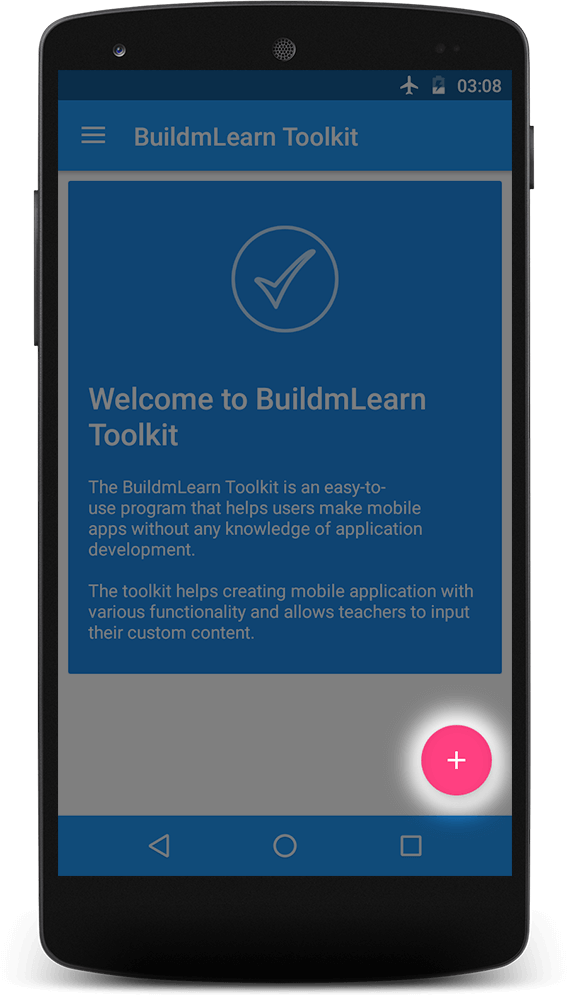 03:08
BuildmLearn Toolkit
Welcome to BuildmLearn
Toolkit
The BuildmLearn Toolkit is an easy-to-
use program that helps users make mobile
apps without any knowledge of application
development.
The toolkit helps creating mobile application with
various functionality and allows teachers to input
their custom content.
+